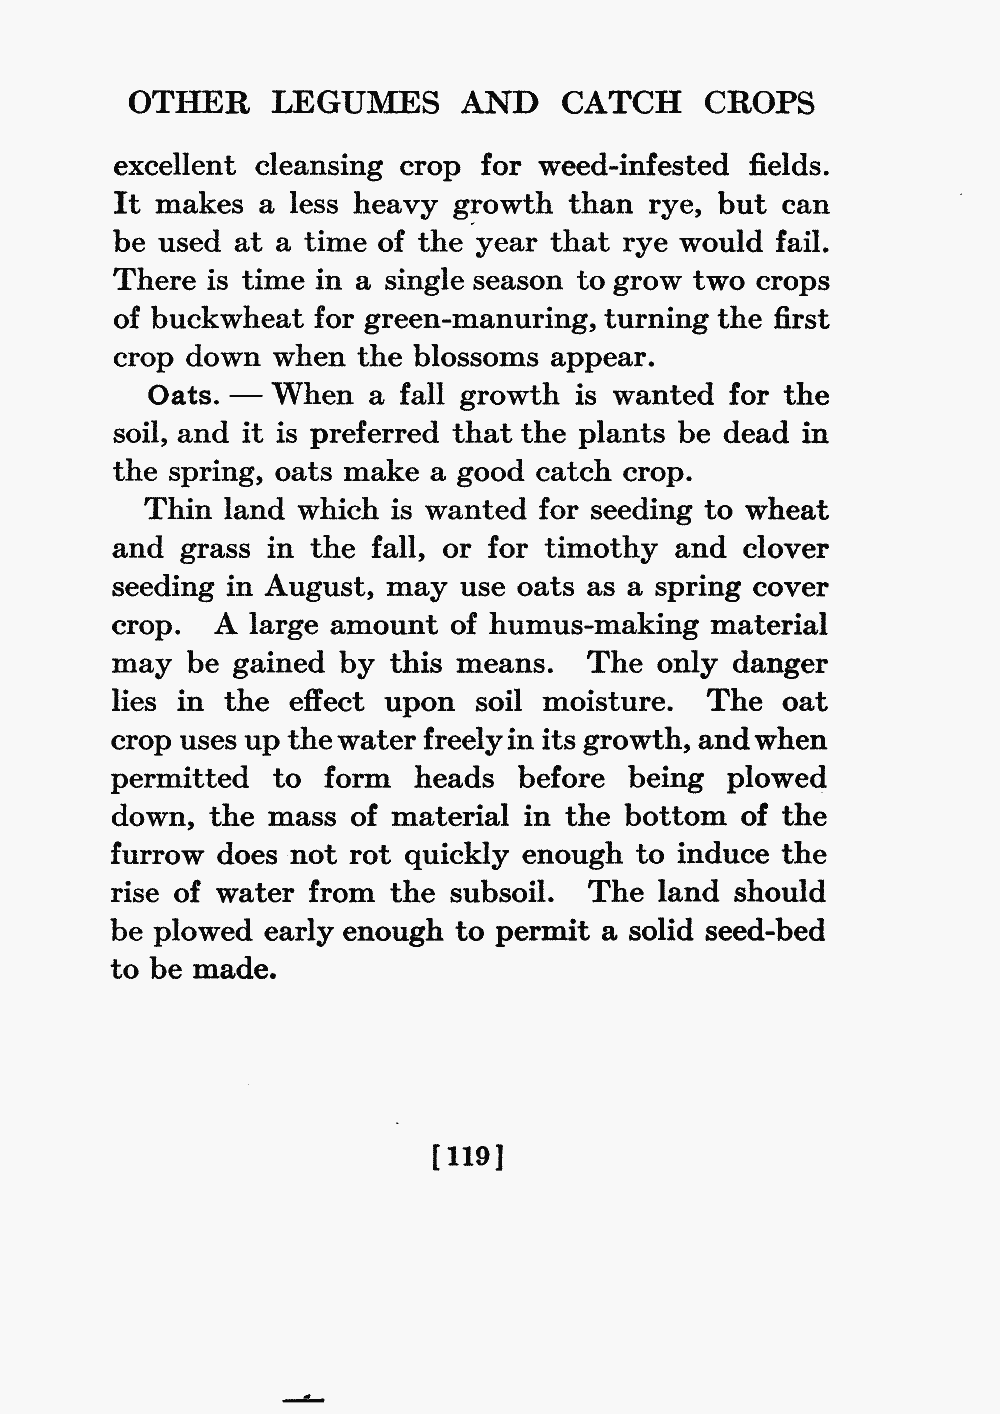 OTHER LEGUMES AND CATCH CROPS
excellent cleansing crop for weed-infested fields.
It makes a less heavy growth than rye, but can
be used at a time of the year that rye would fail.
There is time in a single season to grow two crops
of buckwheat for green-manuring, turning the first
crop down when the blossoms appear.
Oats. — When a fall growth is wanted for the
soil, and it is preferred that the plants be dead in
the spring, oats make a good catch crop.
Thin land which is wanted for seeding to wheat
and grass in the fall, or for timothy and clover
seeding in August, may use oats as a spring cover
crop. A large amount of humus-making material
may be gained by this means. The only danger
lies in the effect upon soil moisture. The oat
crop uses up the water freely in its growth, and when
permitted to form heads before being plowed
down, the mass of material in the bottom of the
furrow does not rot quickly enough to induce the
rise of water from the subsoil. The land should
be plowed early enough to permit a solid seed-bed
to be made.
[119]